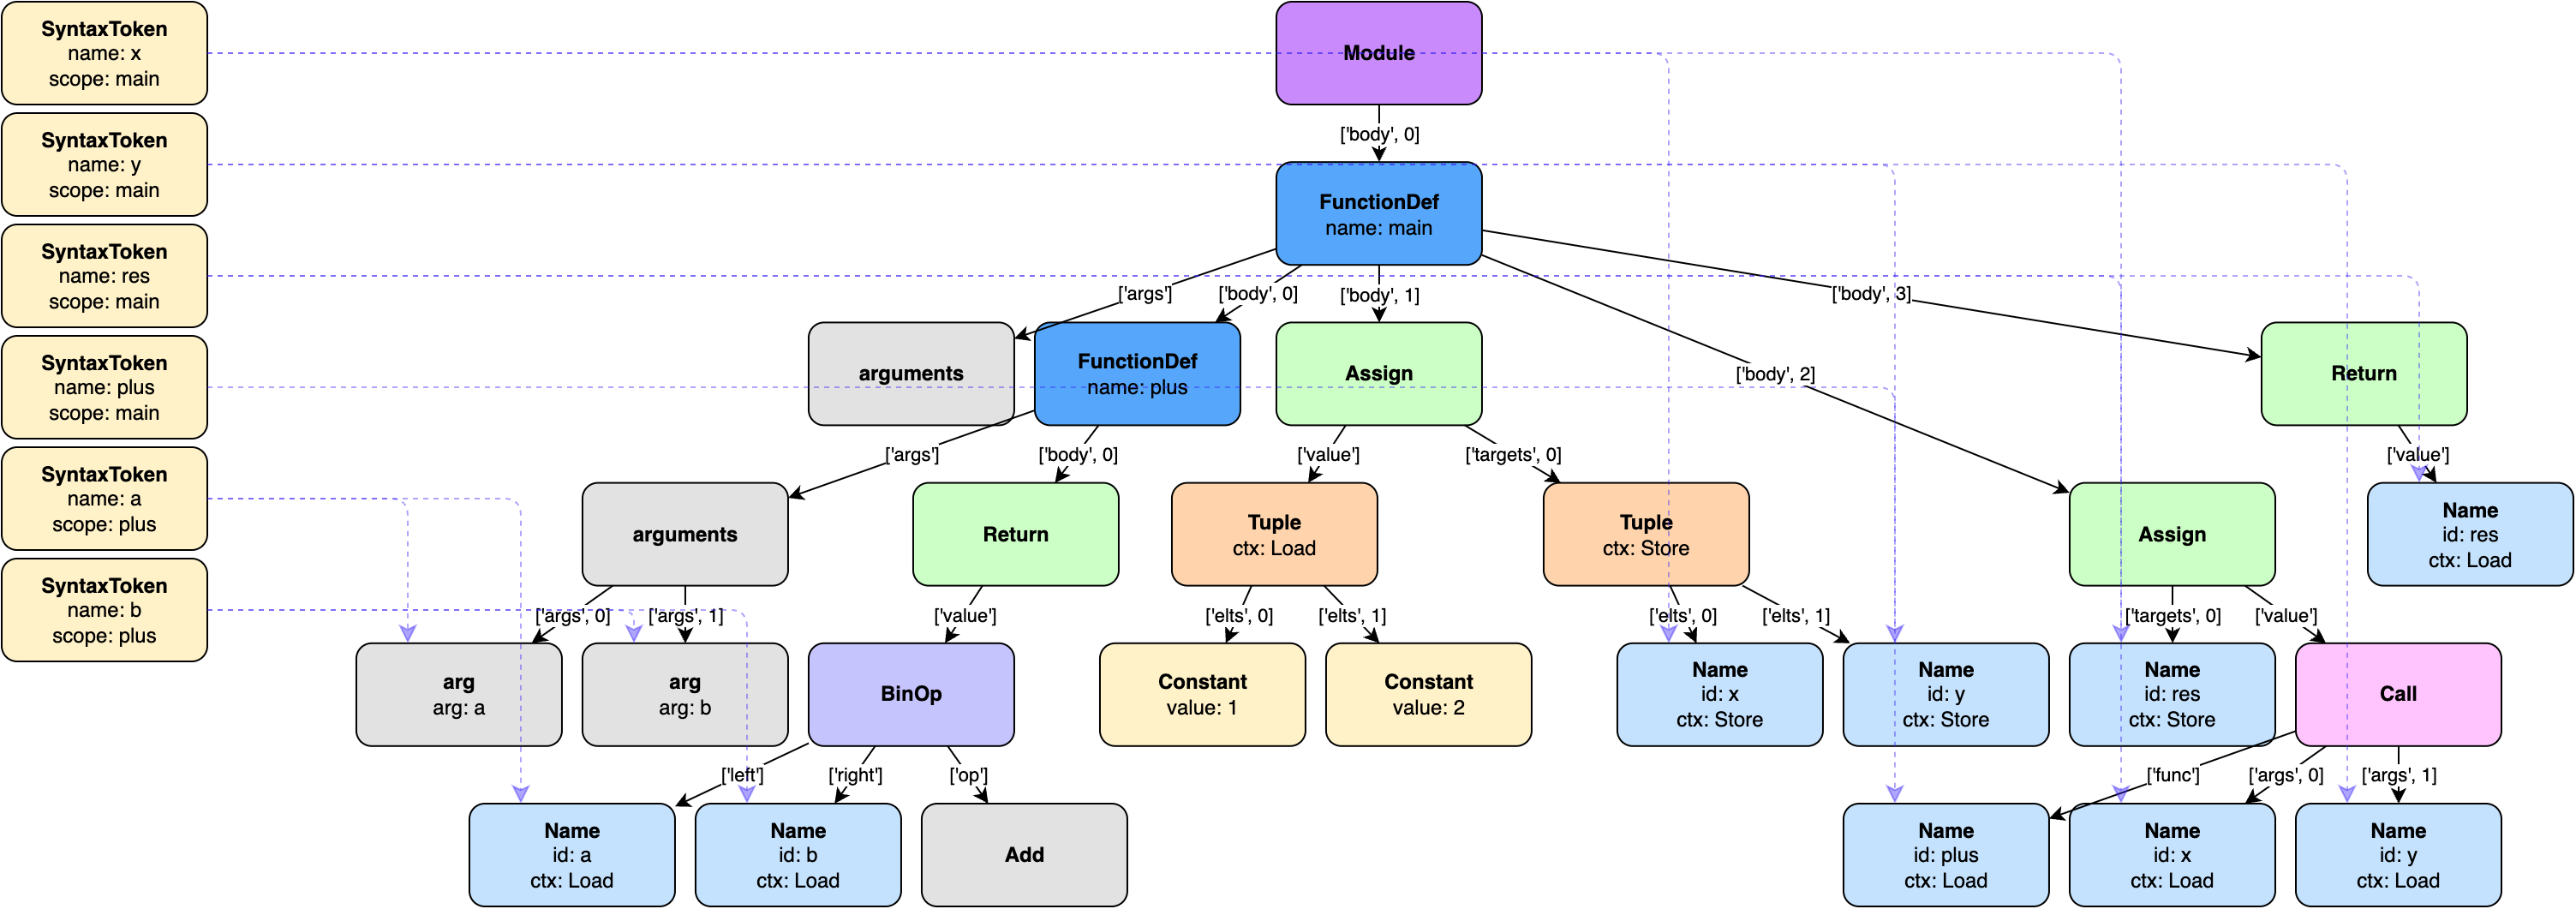 SyntaxToken
name: x
scope: main
Module
['body', 0]
SyntaxToken
name: y
scope: main
FunctionDef
name: main
SyntaxToken
name: res
scope: main
['args']
['body', 0]
['body', 1]
['body', 3]
SyntaxToken
name: plus
scope: main
arguments
FunctionDef
name: plus
Assign
['body', 2]
Return
['args']
['body', 0]
['value']
['targets', 0]
['value']
SyntaxToken
name: a
scope: plus
arguments
Return
Tuple
ctx: Load
Tuple
ctx: Store
Assign
Name
id: res
ctx: Load
SyntaxToken
name: b
scope: plus
['args', 0]
['args', 1]
['value']
['elts', 0]
['elts', 1]
['elts', 0]
['elts', 1]
['targets', 0]
['value']
arg
arg: a
arg
arg: b
BinOp
Constant
value: 1
Constant
value: 2
Name
id: x
ctx: Store
Name
id: y
ctx: Store
Name
id: res
ctx: Store
Call
['left']
['right']
['op']
['func']
['args', 0]
['args', 1]
Name
id: a
ctx: Load
Name
id: b
ctx: Load
Add
Name
id: plus
ctx: Load
Name
id: x
ctx: Load
Name
id: y
ctx: Load